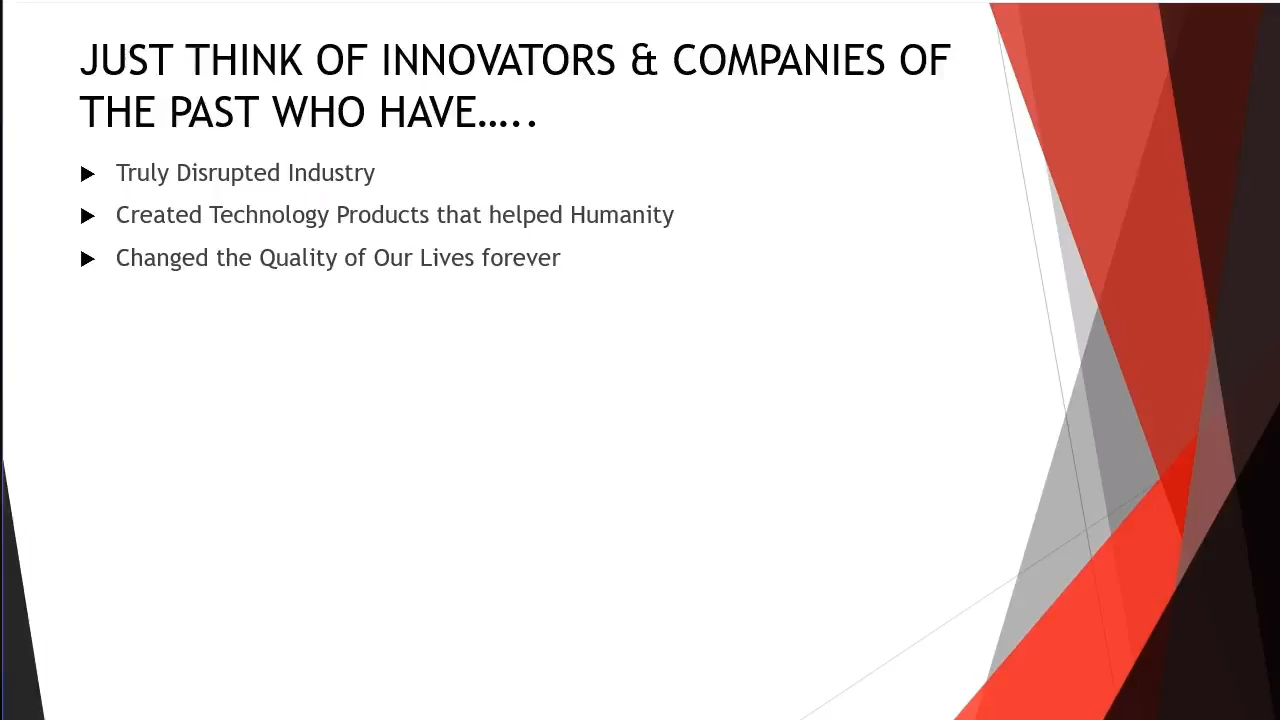 JUST THINK OF INNOVATORS & COMPANIES OF
THE PAST WHO HAVE…..
Truly Disrupted Industry
Created Technology Products that helped Humanity
Changed the Quality of Our Lives forever